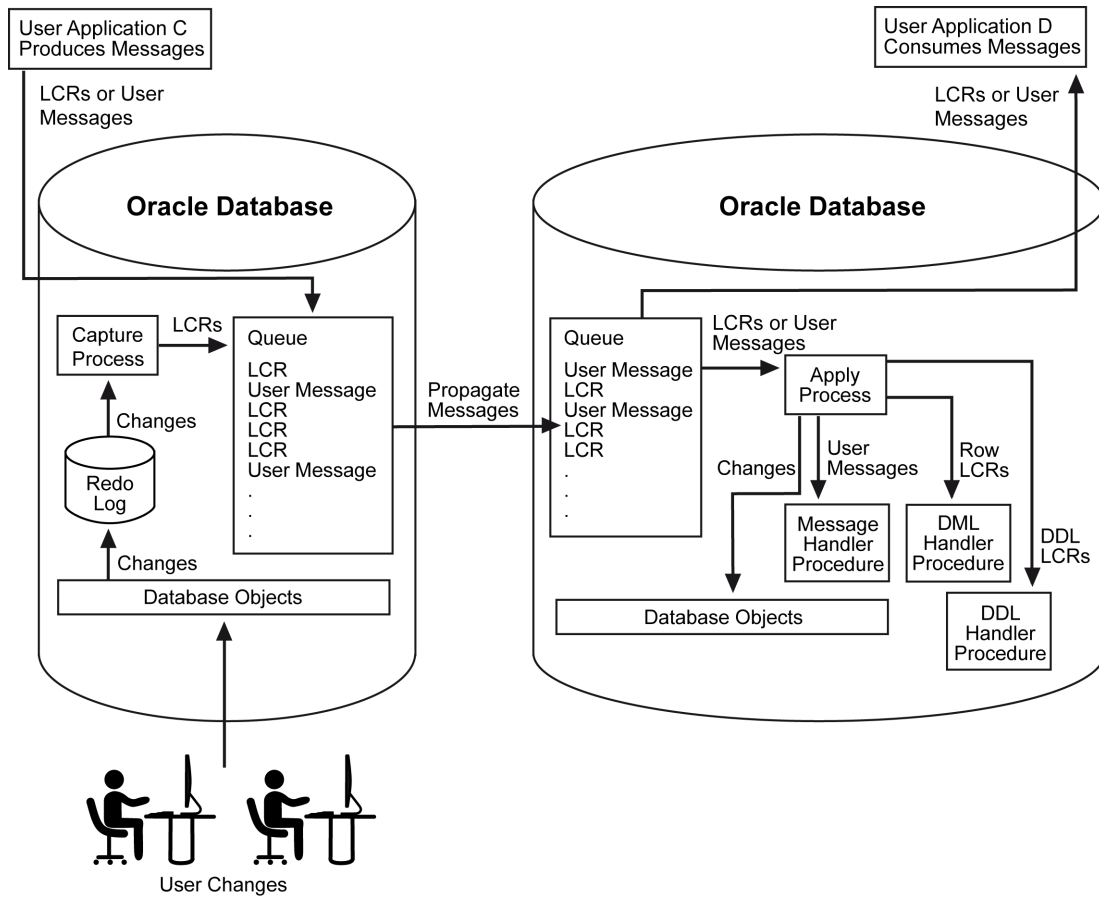 User Application C
Produces Messages
User Application D
Consumes Messages
LCRs or User
Messages
LCRs or User
Messages
Oracle Database
Oracle Database
Capture
Process
LCRs
Queue
LCR
User Message
LCR
LCR
LCR
User Message
.
.
.
Changes
Redo
Log
Changes
Database Objects
Propagate
Messages
Queue
User Message
LCR
User Message
LCR
LCR
.
.
.
LCRs or User
Messages
Apply
Process
Changes
User
Messages
Row
LCRs
DDL
LCRs
Message
Handler
Procedure
DML
Handler
Procedure
DDL
Handler
Procedure
Database Objects
User Changes